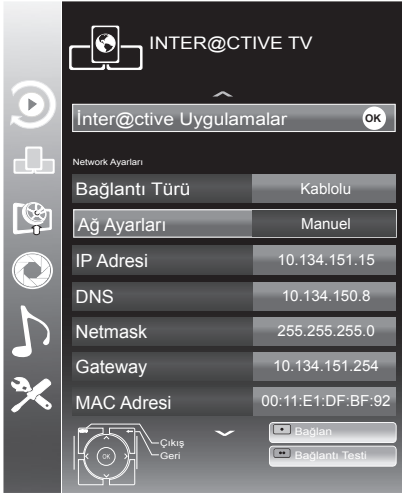 INTER@CTIVE TV
İnter@ctive Uygulamalar OK
Network Ayarları
Bağlantı Türü Kablolu
Ağ Ayarları Manuel
IP Adresi 10.134.151.15
DNS 10.134.150.8
Netmask 255.255.255.0
Gateway 10.134.151.254
MAC Adresi 00:11:E1:DF:BF:92
OK
Çıkış
Geri
Bağlan
Bağlantı Testi